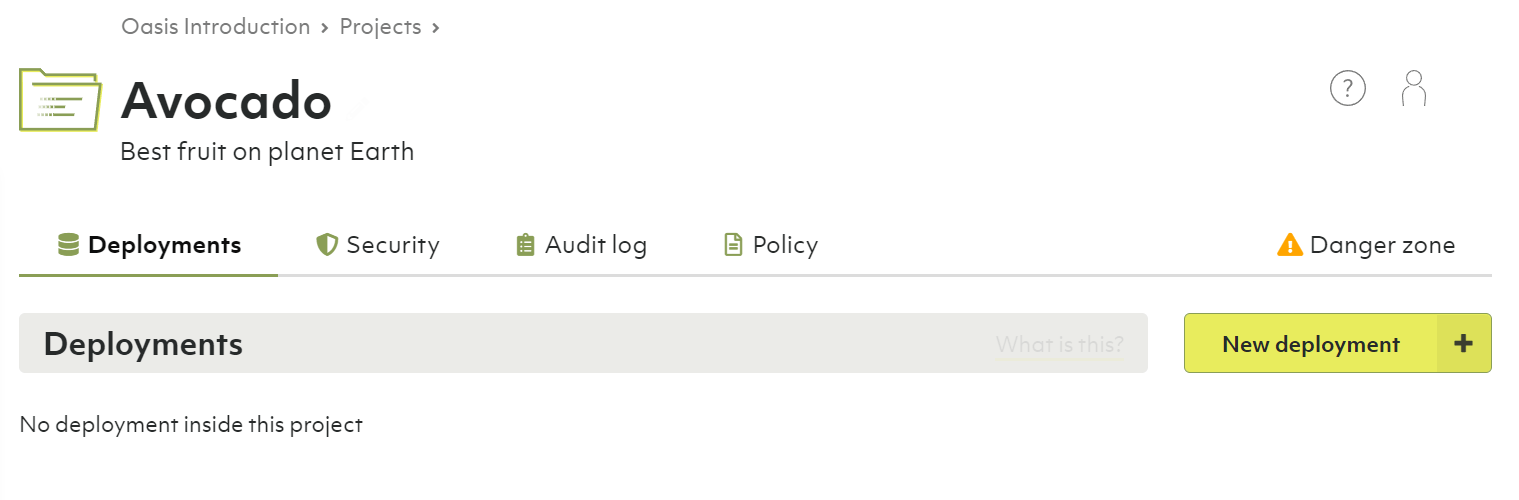 Oasis Introduction › Projects ›
Avocado
?
Best fruit on planet Earth
Deployments Security Audit log Policy Danger zone
Deployments What is this? New deployment +
No deployment inside this project